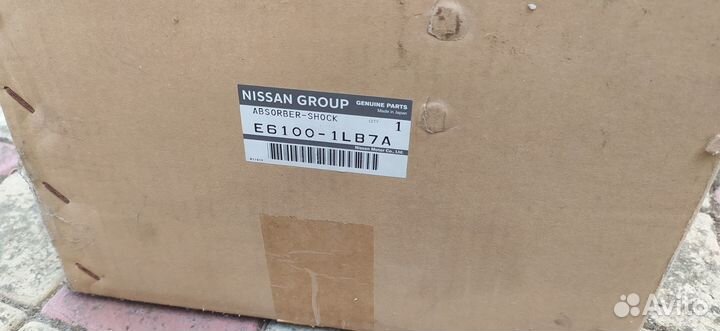 NISSAN GROUP GENUINE PARTS
Made in Japan
ABSORBER-SHOCK QTY 1
E6100-1LB7A
Nissan Motor Co., Ltd.
Avito